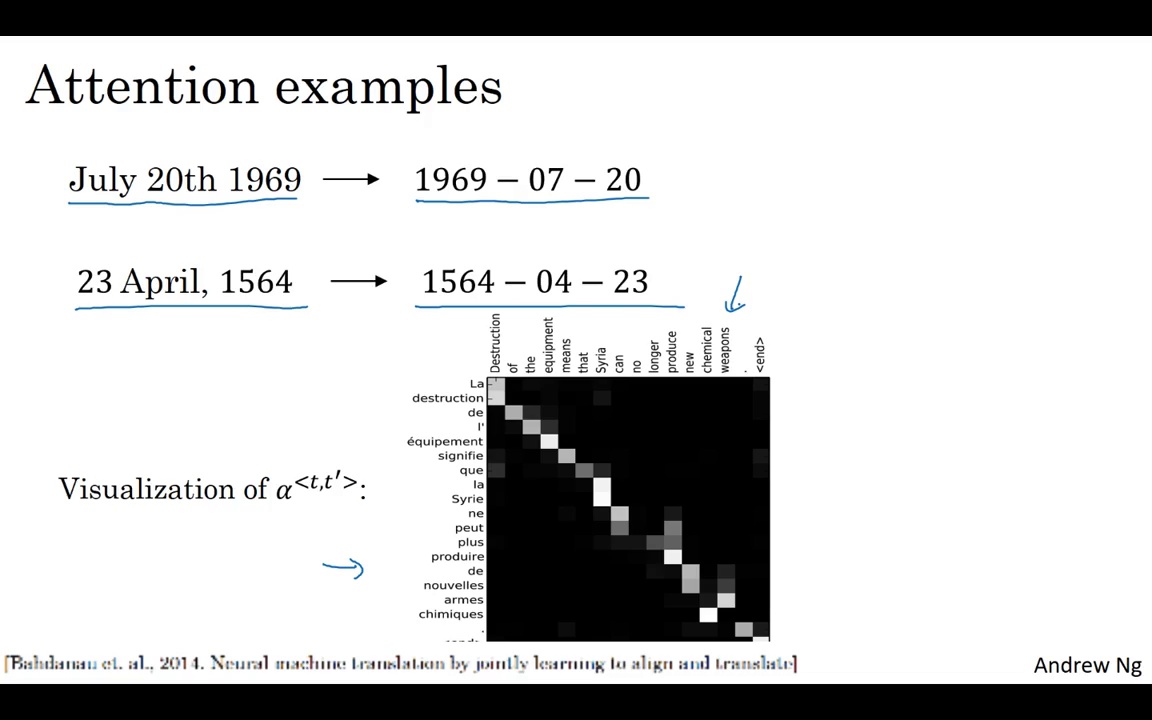 Attention examples
July 20th 1969 ⟶ 1969 − 07 − 20
23 April, 1564 ⟶ 1564 − 04 − 23
Destruction
of
the
equipment
means
that
Syria
can
no
longer
produce
new
chemical
weapons
.
<end>
La
destruction
de
l'
équipement
signifie
que
la
Syrie
ne
peut
plus
produire
de
nouvelles
armes
chimiques
.
Visualization of α<t,t′>:
[Bahdanau et. al., 2014. Neural machine translation by jointly learning to align and translate]
Andrew Ng